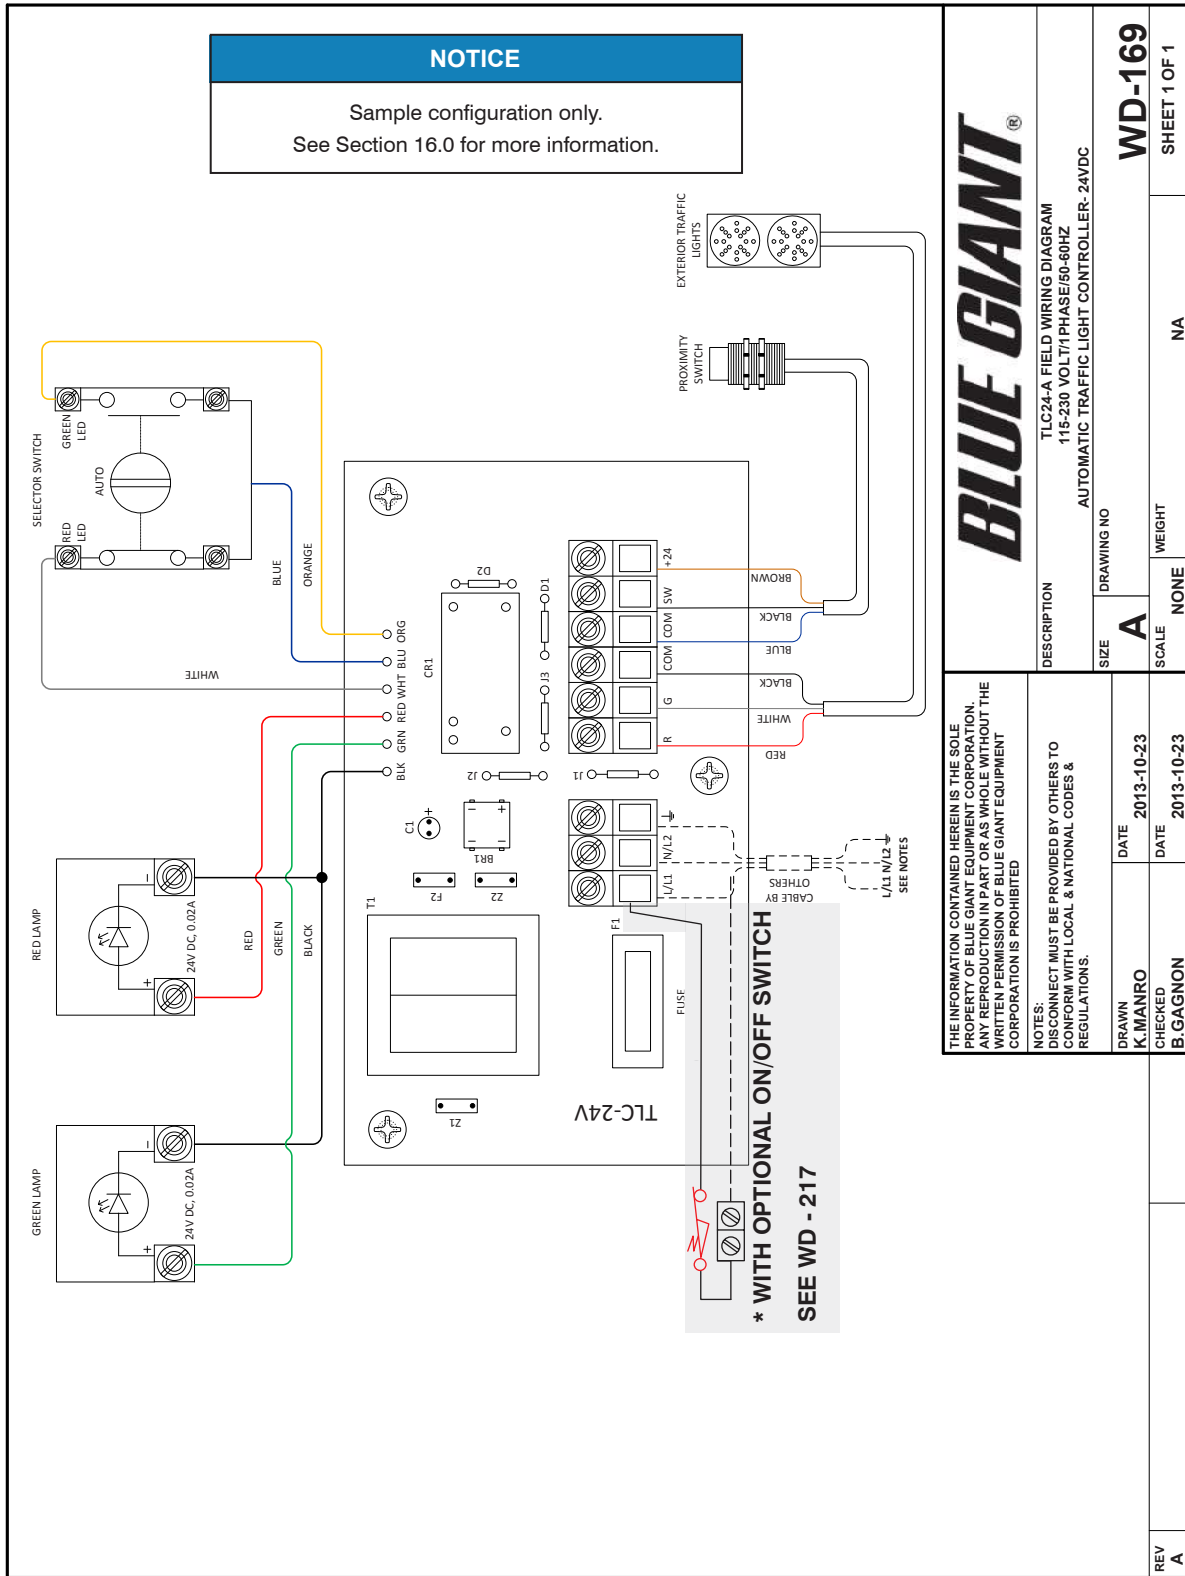 NOTICE
Sample configuration only.
See Section 16.0 for more information.
GREEN LAMP
24V DC, 0.02A
+
–
RED LAMP
24V DC, 0.02A
+
–
SELECTOR SWITCH
RED
LED
AUTO
GREEN
LED
RED
GREEN
BLACK
WHITE
BLUE
ORANGE
BLK
GRN
RED
WHT
BLU
ORG
T1
Z1
F2
Z2
C1
+
BR1
J2
J1
J3
D1
D2
CR1
TLC-24V
F1
FUSE
L/L1
N/L2
R
G
COM
COM
SW
+24
RED
WHITE
BLACK
BLUE
BLACK
BROWN
CABLE BY
OTHERS
L/L1 N/L2
SEE NOTES
PROXIMITY
SWITCH
EXTERIOR TRAFFIC
LIGHTS
* WITH OPTIONAL ON/OFF SWITCH
SEE WD - 217
THE INFORMATION CONTAINED HEREIN IS THE SOLE
PROPERTY OF BLUE GIANT EQUIPMENT CORPORATION.
ANY REPRODUCTION IN PART OR AS WHOLE WITHOUT THE
WRITTEN PERMISSION OF BLUE GIANT EQUIPMENT
CORPORATION IS PROHIBITED
NOTES:
DISCONNECT MUST BE PROVIDED BY OTHERS TO
CONFORM WITH LOCAL & NATIONAL CODES &
REGULATIONS.
DRAWN
K.MANRO
DATE
2013-10-23
CHECKED
B.GAGNON
DATE
2013-10-23
BLUE GIANT®
DESCRIPTION
TLC24-A FIELD WIRING DIAGRAM
115-230 VOLT/1PHASE/50-60HZ
AUTOMATIC TRAFFIC LIGHT CONTROLLER- 24VDC
SIZE
A
DRAWING NO
WD-169
SCALE
NONE
WEIGHT
NA
SHEET 1 OF 1
REV
A